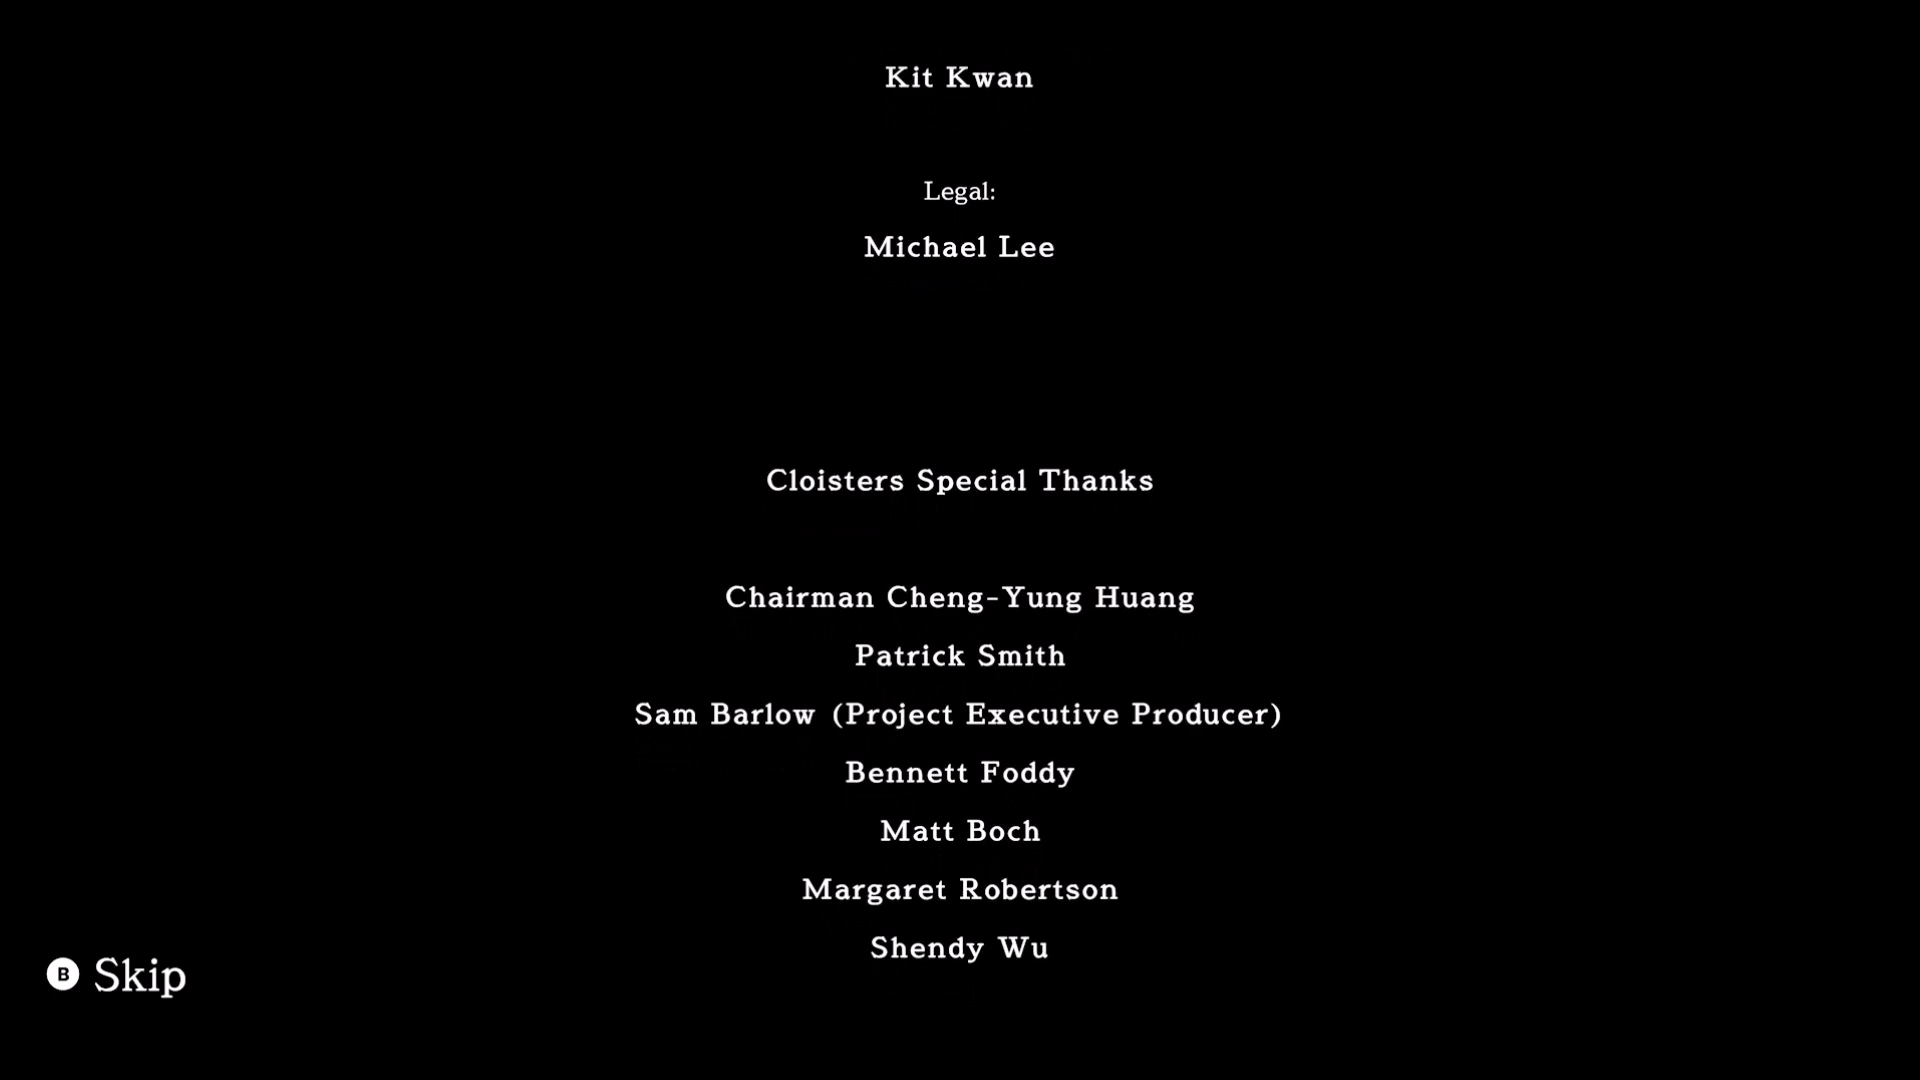 Kit Kwan
Legal:
Michael Lee
Cloisters Special Thanks
Chairman Cheng-Yung Huang
Patrick Smith
Sam Barlow (Project Executive Producer)
Bennett Foddy
Matt Boch
Margaret Robertson
Shendy Wu
B Skip